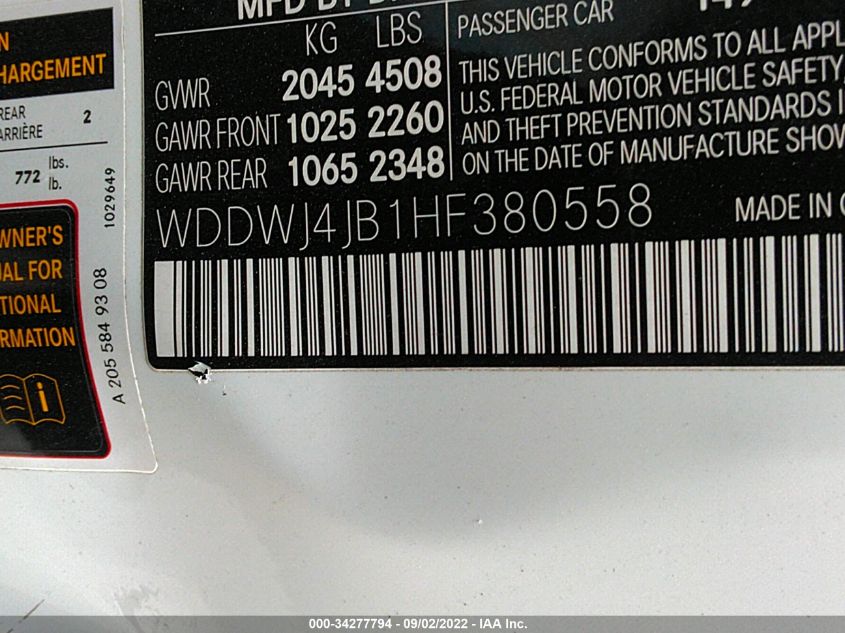 HARGEMENT
REAR 2
ARRIÈRE
772 lbs.
lb.
1029649
A 205 584 93 08
MFD BY
KG LBS
GVWR 2045 4508
GAWR FRONT 1025 2260
GAWR REAR 1065 2348
PASSENGER CAR
THIS VEHICLE CONFORMS TO ALL APPL
U.S. FEDERAL MOTOR VEHICLE SAFETY,
AND THEFT PREVENTION STANDARDS I
ON THE DATE OF MANUFACTURE SHOW
WDDWJ4JB1HF380558 MADE IN
WNER'S
UAL FOR
TIONAL
RMATION
i
000-34277794 - 09/02/2022 - IAA Inc.